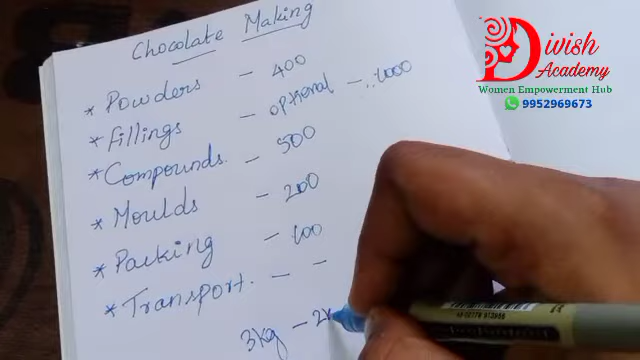 Chocolate Making
* Powders - 400
* Fillings - optional - 1000
* Compounds. - 500
* Moulds - 200
* Packing - 100
* Transport. - -
3kg -
Divish
Academy
Women Empowerment Hub
9952969673